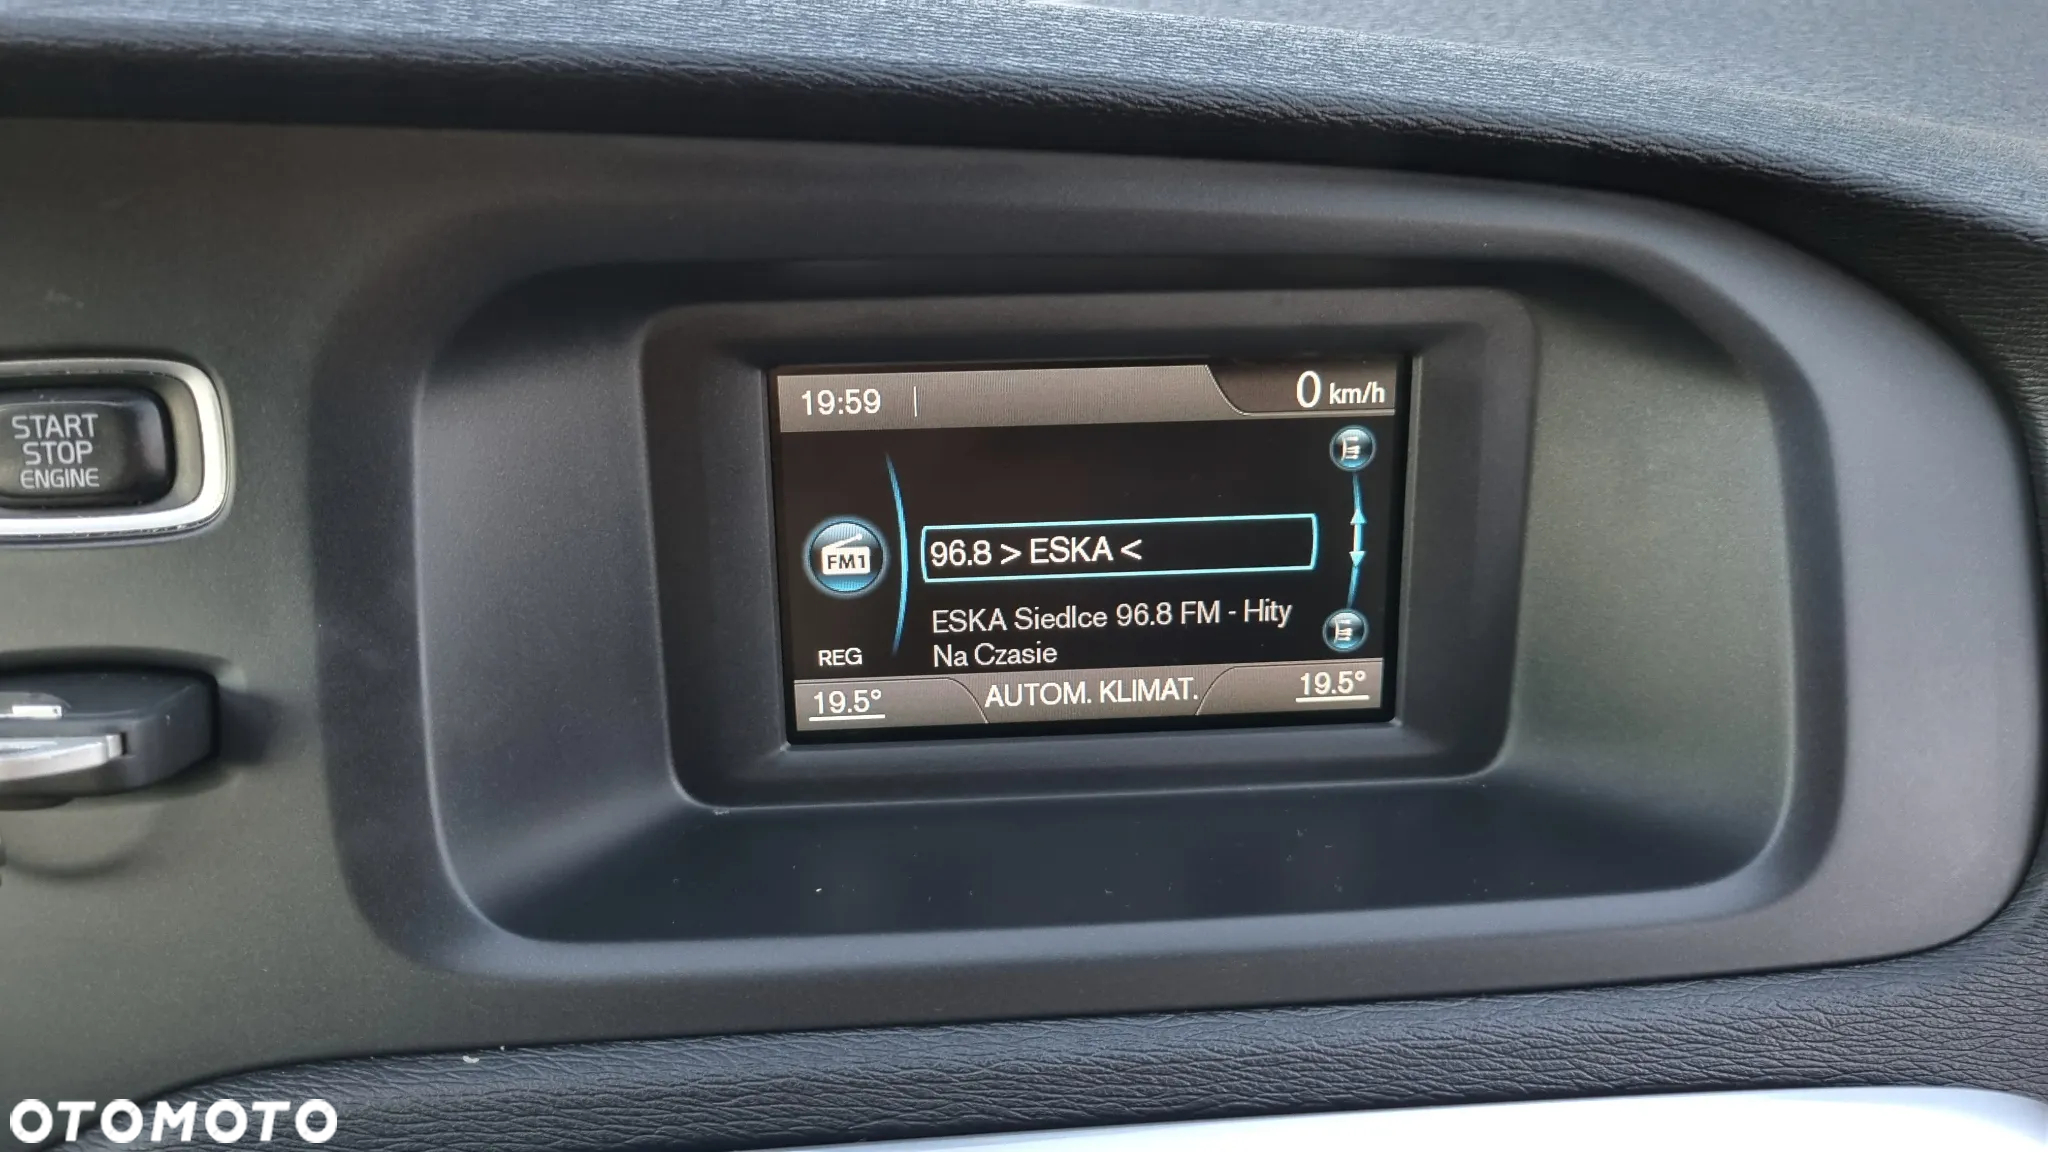 19:59
0 km/h
START
STOP
ENGINE
96.8 > ESKA <
FM1
ESKA Siedlce 96.8 FM - Hity
Na Czasie
REG
19.5°
AUTOM. KLIMAT.
19.5°
OTOMOTO